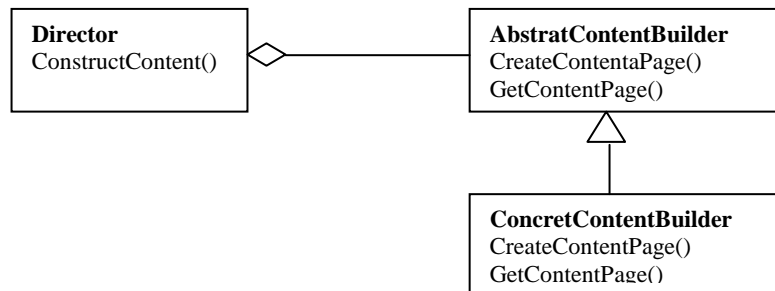 Director
ConstructContent()
AbstratContentBuilder
CreateContentaPage()
GetContentPage()
ConcretContentBuilder
CreateContentPage()
GetContentPage()